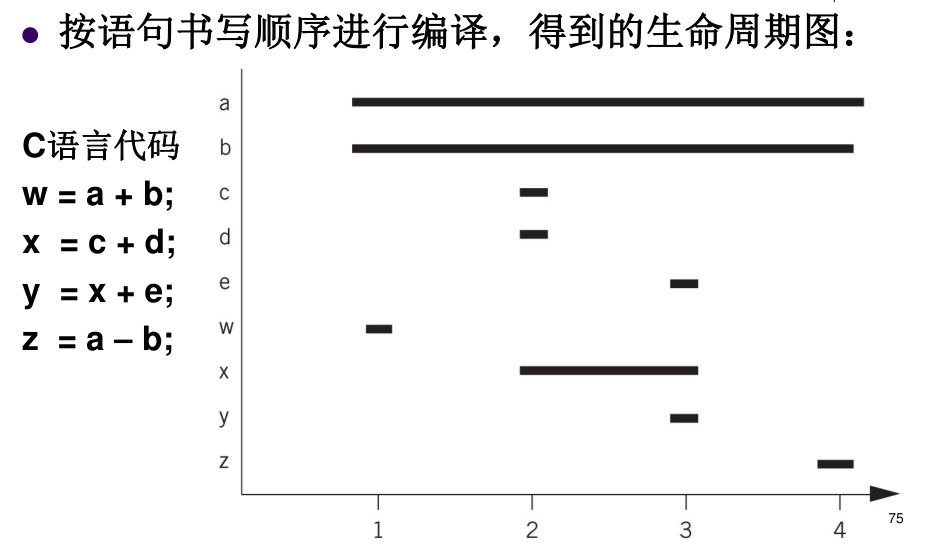 ● 按语句书写顺序进行编译，得到的生命周期图：
C语言代码
w = a + b;
x = c + d;
y = x + e;
z = a – b;
a
b
c
d
e
w
x
y
z
1 2 3 4
75